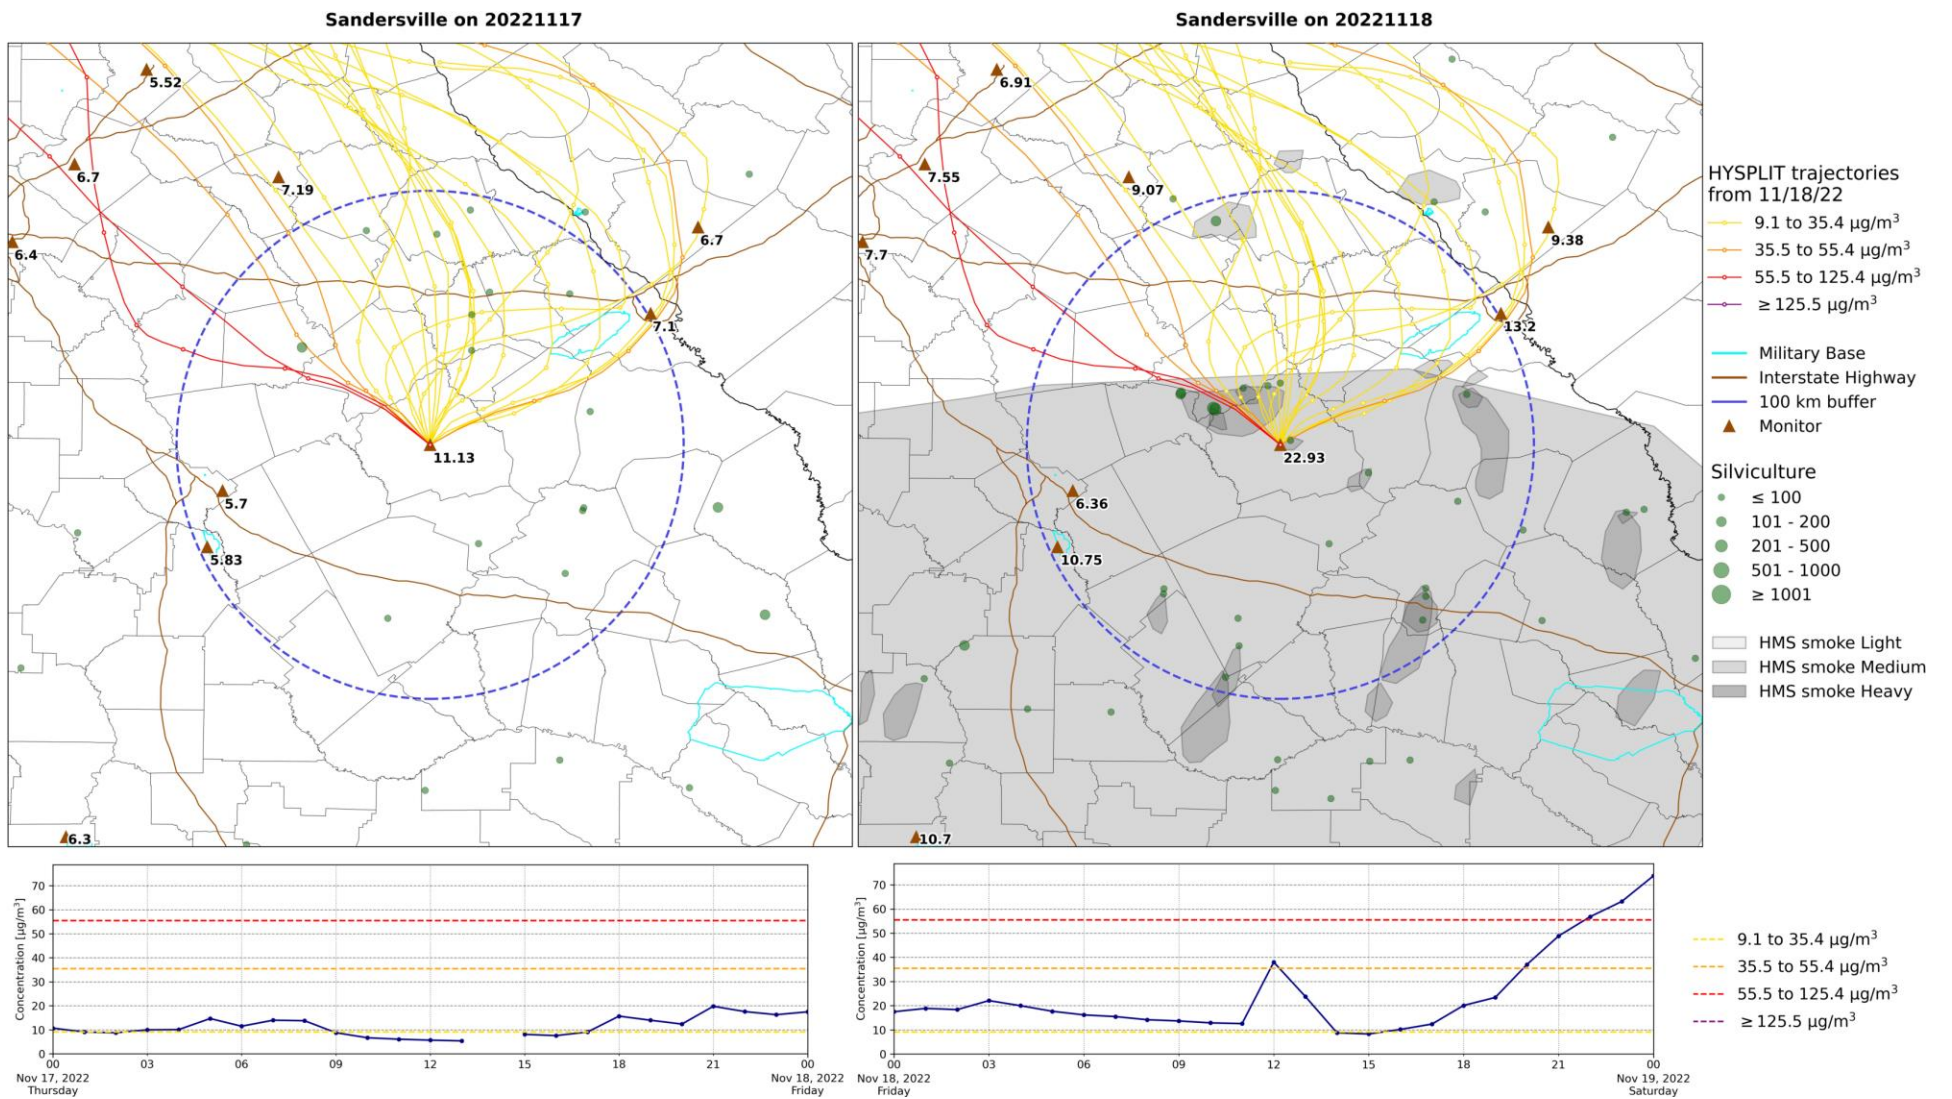 Sandersville on 20221117
Sandersville on 20221118
5.52
6.7
7.19
6.4
6.7
7.1
11.13
5.7
5.83
6.3
6.91
7.55
9.07
7.7
9.38
13.2
22.93
6.36
10.75
10.7
HYSPLIT trajectories
from 11/18/22
9.1 to 35.4 µg/m³
35.5 to 55.4 µg/m³
55.5 to 125.4 µg/m³
≥ 125.5 µg/m³
Military Base
Interstate Highway
100 km buffer
Monitor
Silviculture
≤ 100
101 - 200
201 - 500
501 - 1000
≥ 1001
HMS smoke Light
HMS smoke Medium
HMS smoke Heavy
Concentration [µg/m³]
70
60
50
40
30
20
10
0
00 03 06 09 12 15 18 21 00
Nov 17, 2022 Nov 18, 2022
Thursday Friday
Concentration [µg/m³]
70
60
50
40
30
20
10
0
00 03 06 09 12 15 18 21 00
Nov 18, 2022 Nov 19, 2022
Friday Saturday
9.1 to 35.4 µg/m³
35.5 to 55.4 µg/m³
55.5 to 125.4 µg/m³
≥ 125.5 µg/m³